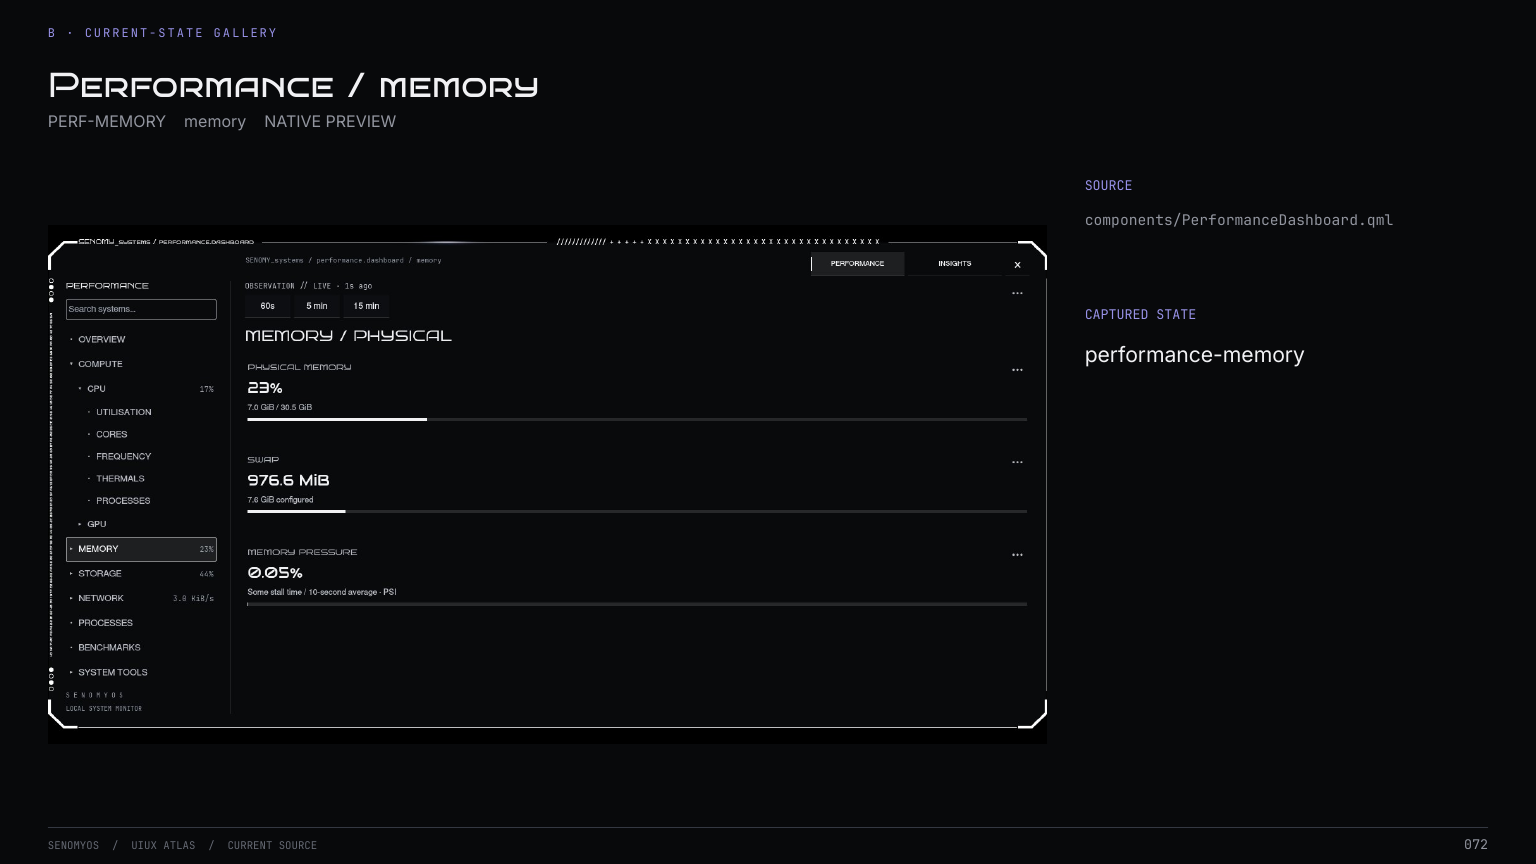 B · CURRENT-STATE GALLERY
PERFORMANCE / MEMORY
PERF-MEMORY memory NATIVE PREVIEW
SENOMY_SYSTEMS / PERFORMANCE.DASHBOARD
///////////// + + + + + X X X X X X X X X X X X X X X X X X X X X X X X X X X X X X X
SENOMY_systems / performance.dashboard / memory
PERFORMANCE INSIGHTS X
PERFORMANCE
Search systems...
OVERVIEW
COMPUTE
CPU 17%
UTILISATION
CORES
FREQUENCY
THERMALS
PROCESSES
GPU
MEMORY 23%
STORAGE 44%
NETWORK 3.0 KiB/s
PROCESSES
BENCHMARKS
SYSTEM TOOLS
SENOMYOS
LOCAL SYSTEM MONITOR
OBSERVATION // LIVE · 1s ago
60s 5 min 15 min
MEMORY / PHYSICAL
PHYSICAL MEMORY
23%
7.0 GiB / 30.5 GiB
SWAP
976.6 MiB
7.6 GiB configured
MEMORY PRESSURE
0.05%
Some stall time / 10-second average · PSI
SOURCE
components/PerformanceDashboard.qml
CAPTURED STATE
performance-memory
SENOMYOS / UIUX ATLAS / CURRENT SOURCE
072